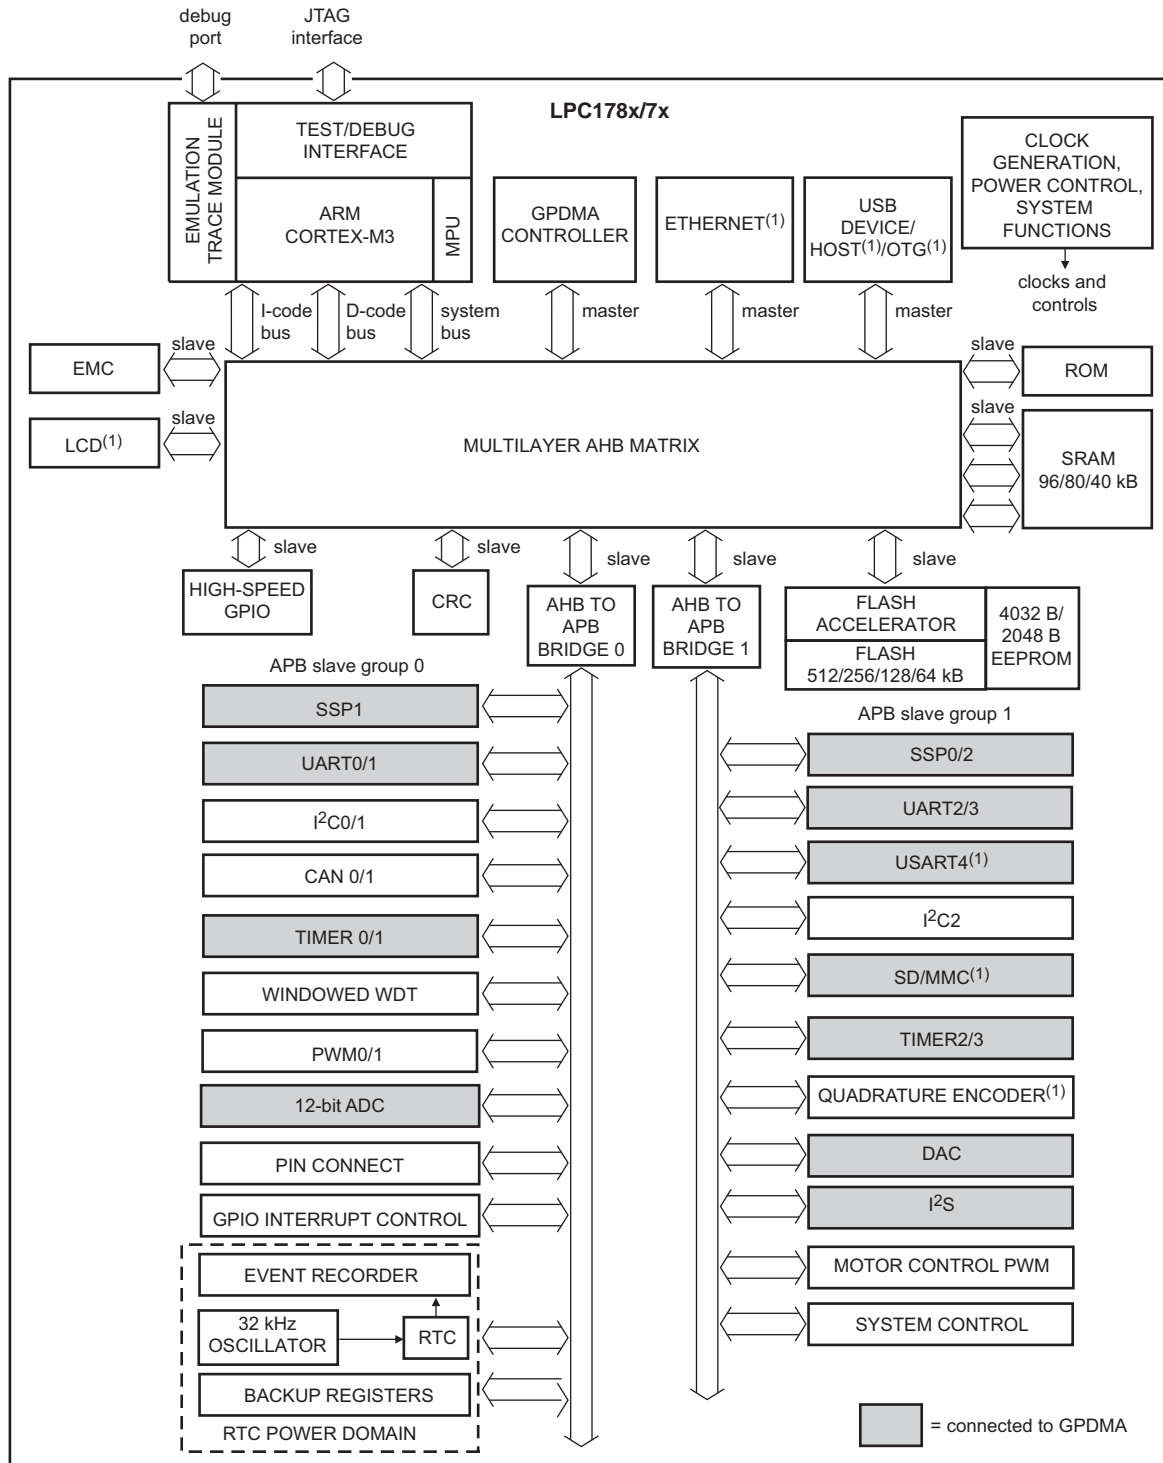 debug
port
JTAG
interface
LPC178x/7x
EMULATION
TRACE MODULE
TEST/DEBUG
INTERFACE
ARM
CORTEX-M3
MPU
GPDMA
CONTROLLER
ETHERNET(1)
USB
DEVICE/
HOST(1)/OTG(1)
CLOCK
GENERATION,
POWER CONTROL,
SYSTEM
FUNCTIONS
clocks and
controls
I-code
bus
D-code
bus
system
bus
master
master
master
EMC
slave
LCD(1)
slave
MULTILAYER AHB MATRIX
slave
ROM
slave
SRAM
96/80/40 kB
slave
HIGH-SPEED
GPIO
slave
CRC
slave
AHB TO
APB
BRIDGE 0
slave
AHB TO
APB
BRIDGE 1
slave
FLASH
ACCELERATOR
FLASH
512/256/128/64 kB
4032 B/
2048 B
EEPROM
APB slave group 0
SSP1
UART0/1
I2C0/1
CAN 0/1
TIMER 0/1
WINDOWED WDT
PWM0/1
12-bit ADC
PIN CONNECT
GPIO INTERRUPT CONTROL
EVENT RECORDER
32 kHz
OSCILLATOR
RTC
BACKUP REGISTERS
RTC POWER DOMAIN
APB slave group 1
SSP0/2
UART2/3
USART4(1)
I2C2
SD/MMC(1)
TIMER2/3
QUADRATURE ENCODER(1)
DAC
I2S
MOTOR CONTROL PWM
SYSTEM CONTROL
= connected to GPDMA